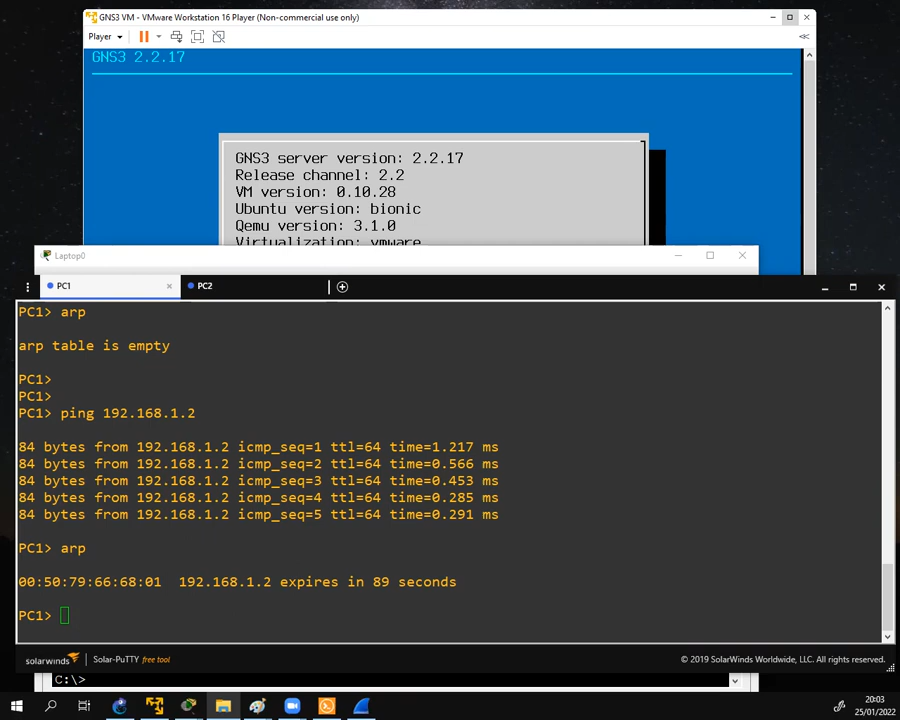 GNS3 VM - VMware Workstation 16 Player (Non-commercial use only)
Player
GNS3 2.2.17
GNS3 server version: 2.2.17
Release channel: 2.2
VM version: 0.10.28
Ubuntu version: bionic
Qemu version: 3.1.0
Virtualization: vmware
Laptop0
PC1
PC2
PC1> arp
arp table is empty
PC1>
PC1>
PC1> ping 192.168.1.2
84 bytes from 192.168.1.2 icmp_seq=1 ttl=64 time=1.217 ms
84 bytes from 192.168.1.2 icmp_seq=2 ttl=64 time=0.566 ms
84 bytes from 192.168.1.2 icmp_seq=3 ttl=64 time=0.453 ms
84 bytes from 192.168.1.2 icmp_seq=4 ttl=64 time=0.285 ms
84 bytes from 192.168.1.2 icmp_seq=5 ttl=64 time=0.291 ms
PC1> arp
00:50:79:66:68:01  192.168.1.2 expires in 89 seconds
PC1>
solarwinds Solar-PuTTY free tool © 2019 SolarWinds Worldwide, LLC. All rights reserved.
C:\>
20:03
25/01/2022